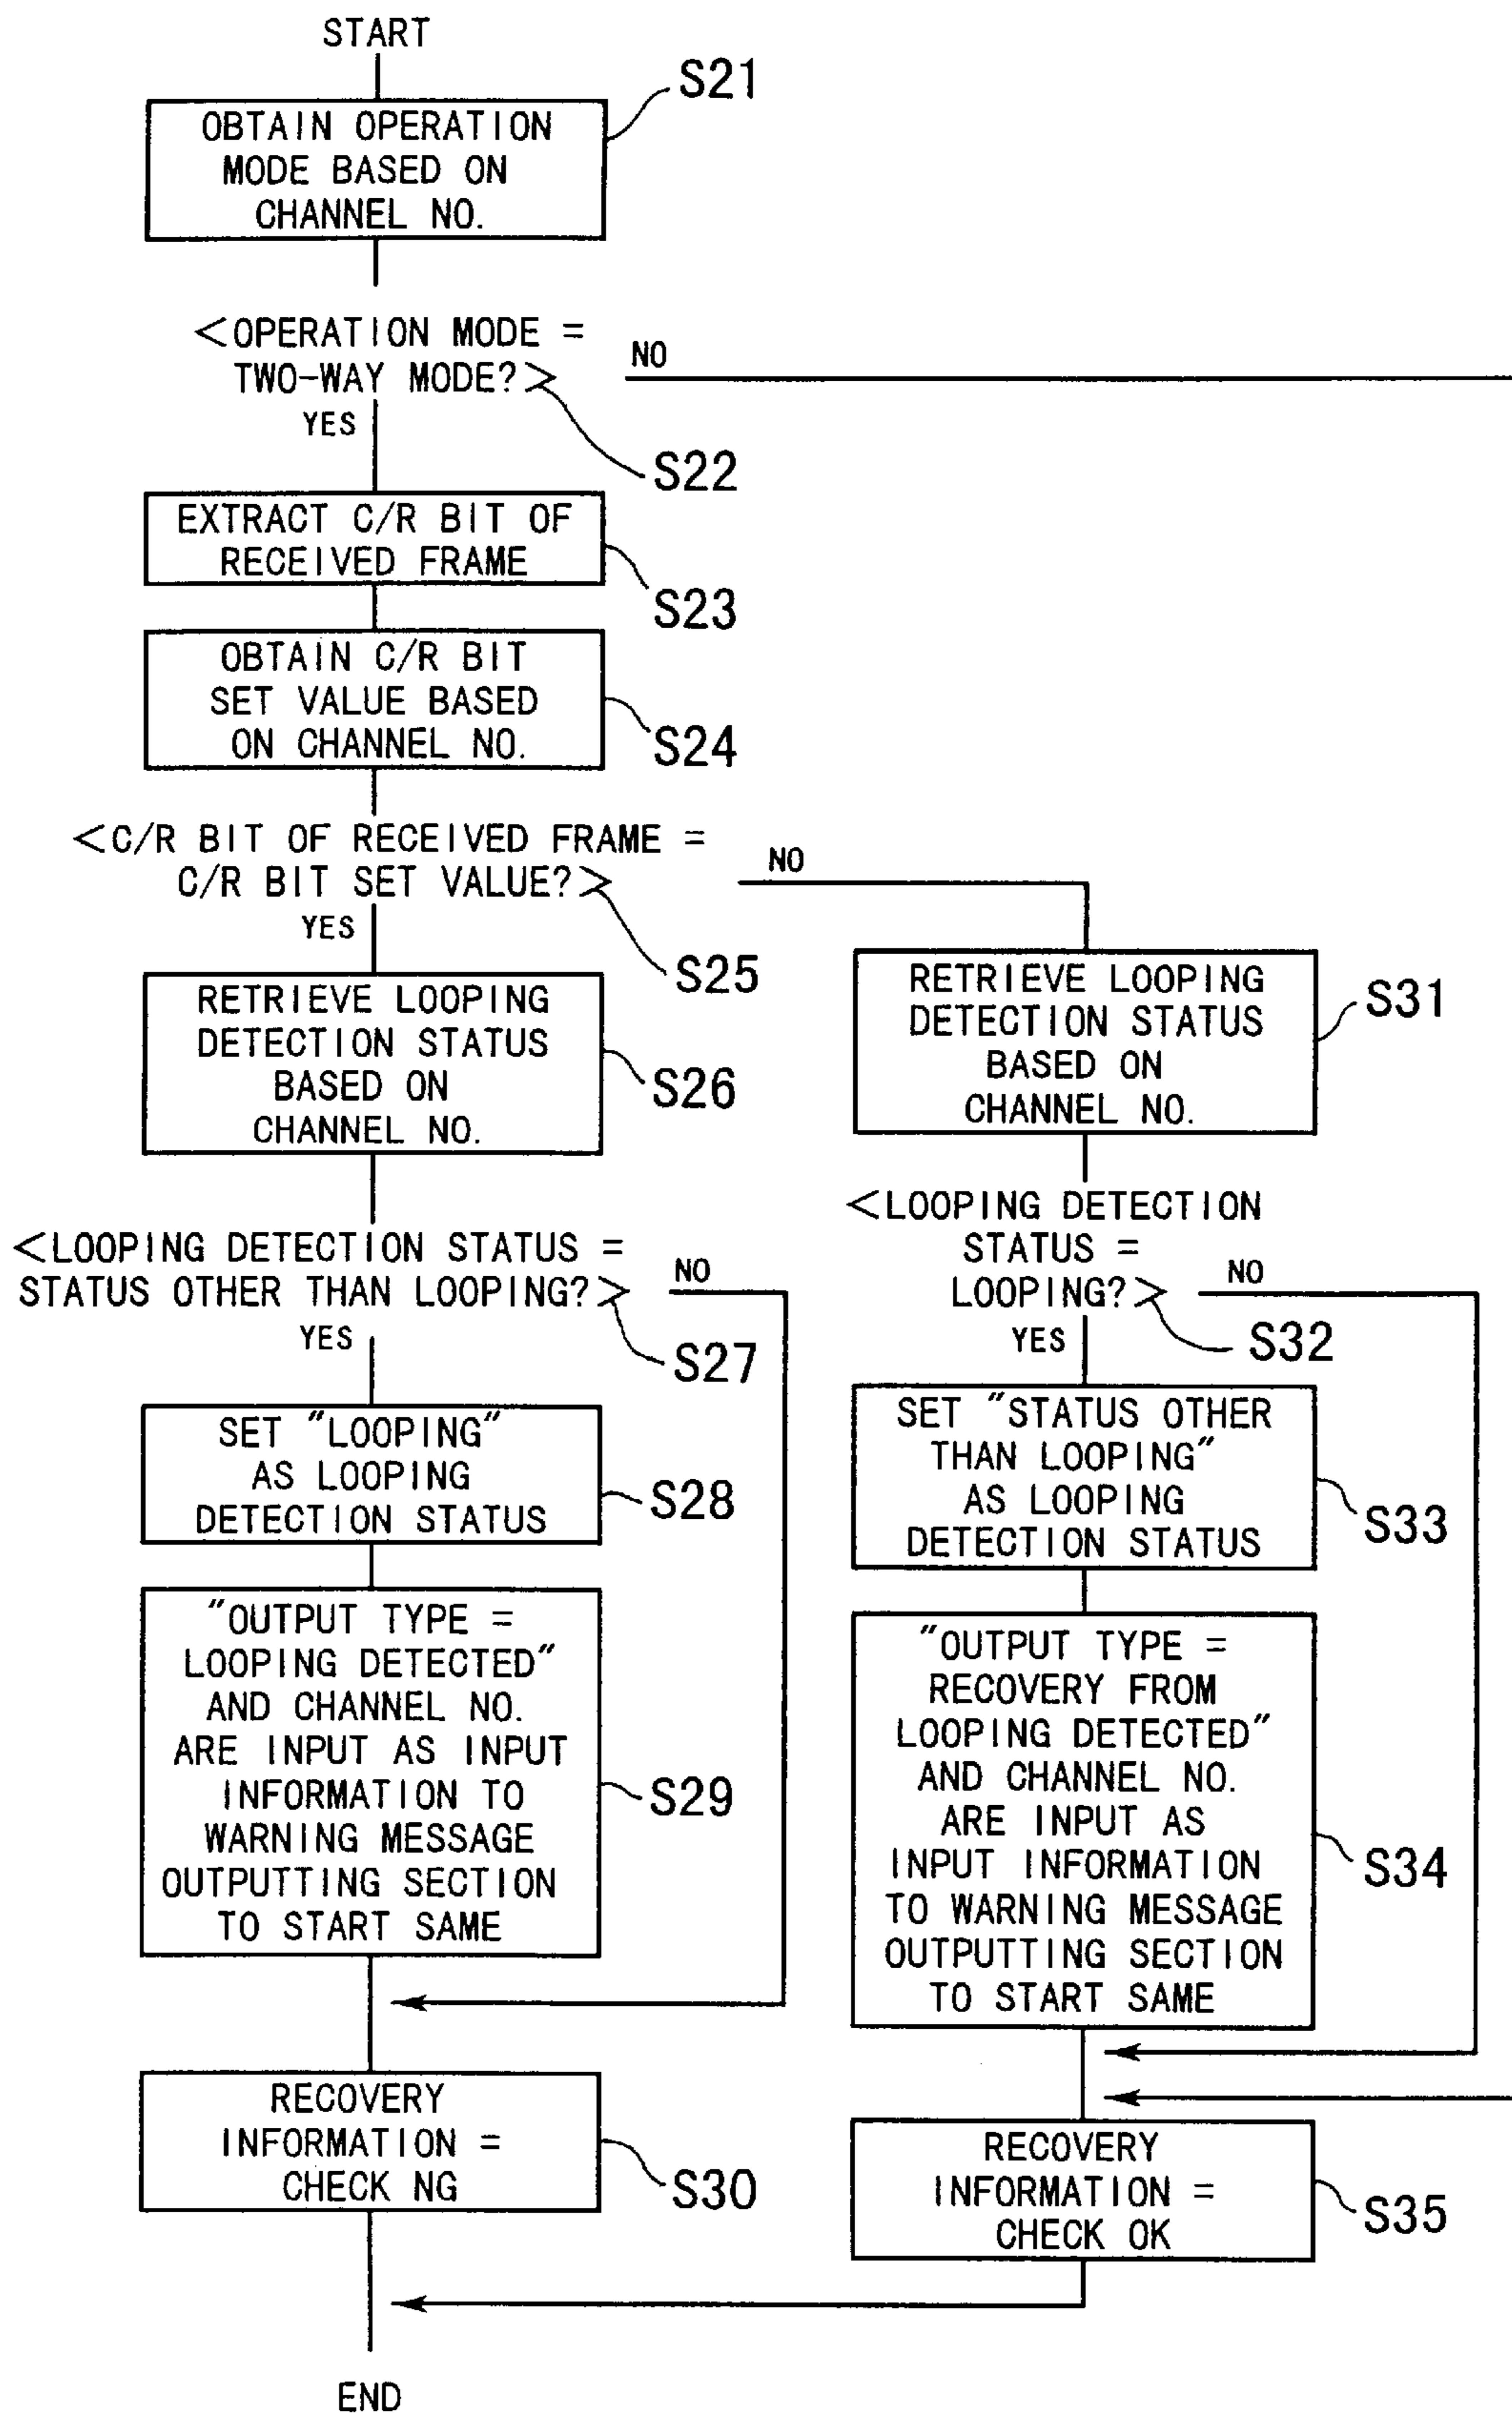 START
S21
OBTAIN OPERATION
MODE BASED ON
CHANNEL NO.
<OPERATION MODE =
TWO-WAY MODE?>
NO
YES
S22
EXTRACT C/R BIT OF
RECEIVED FRAME
S23
OBTAIN C/R BIT
SET VALUE BASED
ON CHANNEL NO.
S24
<C/R BIT OF RECEIVED FRAME =
C/R BIT SET VALUE?>
NO
YES
S25
RETRIEVE LOOPING
DETECTION STATUS
BASED ON
CHANNEL NO.
S26
<LOOPING DETECTION STATUS =
STATUS OTHER THAN LOOPING?>
NO
YES
S27
SET "LOOPING"
AS LOOPING
DETECTION STATUS
S28
"OUTPUT TYPE =
LOOPING DETECTED"
AND CHANNEL NO.
ARE INPUT AS INPUT
INFORMATION TO
WARNING MESSAGE
OUTPUTTING SECTION
TO START SAME
S29
RECOVERY
INFORMATION =
CHECK NG
S30
RETRIEVE LOOPING
DETECTION STATUS
BASED ON
CHANNEL NO.
S31
<LOOPING DETECTION
STATUS =
LOOPING?>
NO
YES
S32
SET "STATUS OTHER
THAN LOOPING"
AS LOOPING
DETECTION STATUS
S33
"OUTPUT TYPE =
RECOVERY FROM
LOOPING DETECTED"
AND CHANNEL NO.
ARE INPUT AS
INPUT INFORMATION
TO WARNING MESSAGE
OUTPUTTING SECTION
TO START SAME
S34
RECOVERY
INFORMATION =
CHECK OK
S35
END